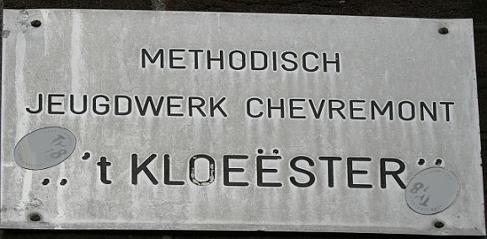 METHODISCH
JEUGDWERK CHEVREMONT
,,'t KLOEËSTER''